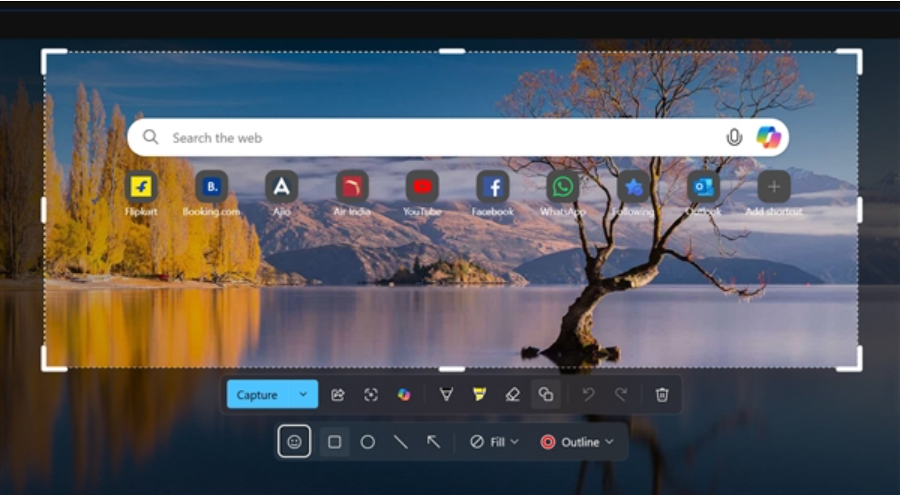 Search the web
Flipkart
B.
Booking.com
Ajio
Air India
YouTube
Facebook
WhatsApp
Following
Outlook
Add shortcut
Capture
Fill
Outline